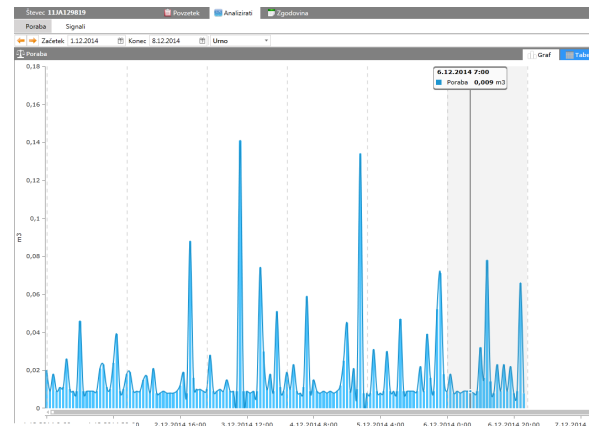 Števec 11JA129819 Povzetek Analizirati Zgodovina
Poraba Signali
Začetek 1.12.2014 Konec 8.12.2014 Urno
Poraba Graf Tabe
6.12.2014 7:00
Poraba 0,009 m3
0,18
0,16
0,14
0,12
0,1
m3
0,08
0,06
0,04
0,02
0
2.12.2014 16:00 3.12.2014 12:00 4.12.2014 8:00 5.12.2014 4:00 6.12.2014 0:00 6.12.2014 20:00 7.12.2014